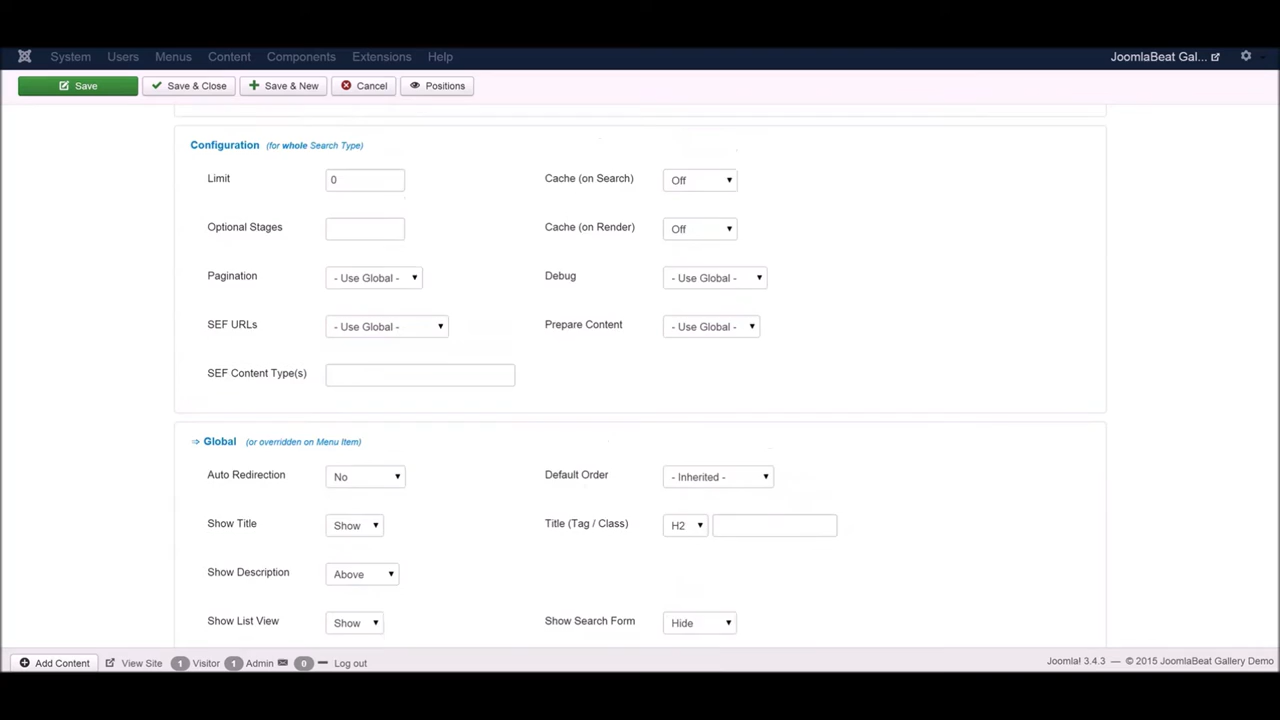 System Users Menus Content Components Extensions Help JoomlaBeat Gal...
Save Save & Close Save & New Cancel Positions
Configuration (for whole Search Type)
Limit 0 Cache (on Search) Off
Optional Stages Cache (on Render) Off
Pagination - Use Global - Debug - Use Global -
SEF URLs - Use Global - Prepare Content - Use Global -
SEF Content Type(s)
⇒ Global (or overridden on Menu Item)
Auto Redirection No Default Order - Inherited -
Show Title Show Title (Tag / Class) H2
Show Description Above
Show List View Show Show Search Form Hide
Add Content View Site 1 Visitor 1 Admin 0 Log out Joomla! 3.4.3 — © 2015 JoomlaBeat Gallery Demo